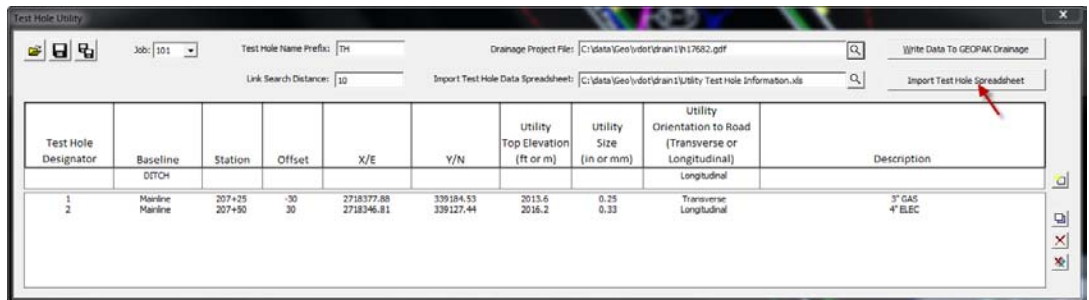 Test Hole Utility
Job: 101 Test Hole Name Prefix: TH Drainage Project File: C:\data\Geo\vdot\drain1\h17682.gdf Write Data To GEOPAK Drainage
Link Search Distance: 10 Import Test Hole Data Spreadsheet: C:\data\Geo\vdot\drain1\Utility Test Hole Information.xls Import Test Hole Spreadsheet
Utility
Utility Utility Orientation to Road
Test Hole Top Elevation Size (Transverse or
Designator Baseline Station Offset X/E Y/N (ft or m) (in or mm) Longitudinal) Description
DITCH Longitudinal
1 Mainline 207+25 -30 2718377.88 339184.53 2013.6 0.25 Transverse 3" GAS
2 Mainline 207+50 30 2718346.81 339127.44 2016.2 0.33 Longitudinal 4" ELEC